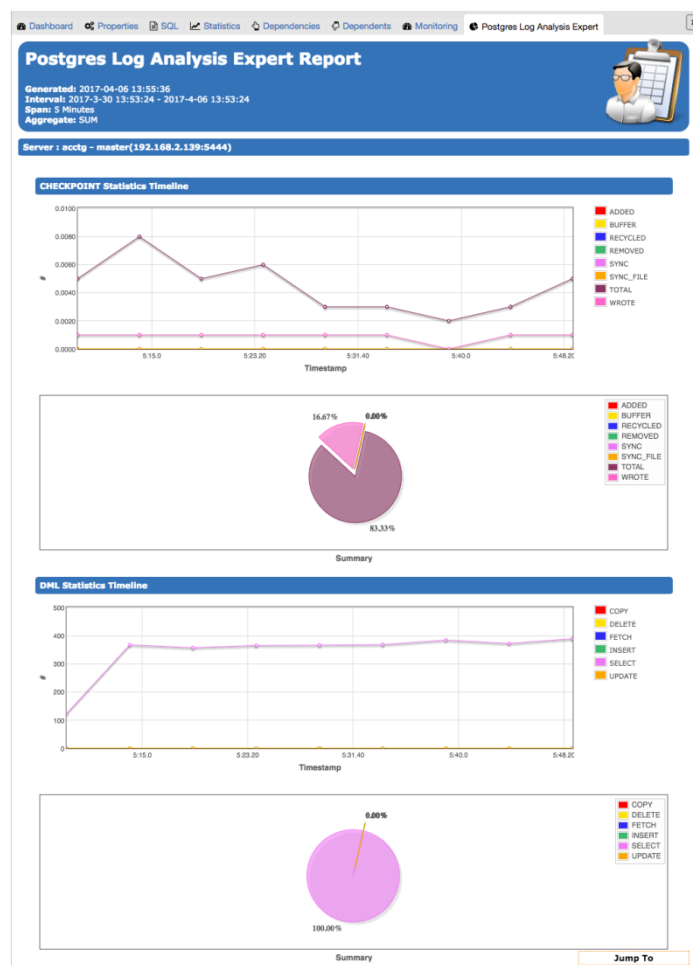 Dashboard Properties SQL Statistics Dependencies Dependents Monitoring Postgres Log Analysis Expert
Postgres Log Analysis Expert Report
Generated: 2017-04-06 13:55:36
Interval: 2017-3-30 13:53:24 - 2017-4-06 13:53:24
Span: 5 Minutes
Aggregate: SUM
Server : acctg - master(192.168.2.139:5444)
CHECKPOINT Statistics Timeline
0.0100
0.0080
0.0060
0.0040
0.0020
0.0000
#
5:15.0 5:23.20 5:31.40 5:40.0 5:48.20
Timestamp
ADDED
BUFFER
RECYCLED
REMOVED
SYNC
SYNC_FILE
TOTAL
WROTE
16.67% 0.00%
83.33%
ADDED
BUFFER
RECYCLED
REMOVED
SYNC
SYNC_FILE
TOTAL
WROTE
Summary
DML Statistics Timeline
500
400
300
200
100
0
#
5:15.0 5:23.20 5:31.40 5:40.0 5:48.20
Timestamp
COPY
DELETE
FETCH
INSERT
SELECT
UPDATE
0.00%
100.00%
COPY
DELETE
FETCH
INSERT
SELECT
UPDATE
Summary
Jump To